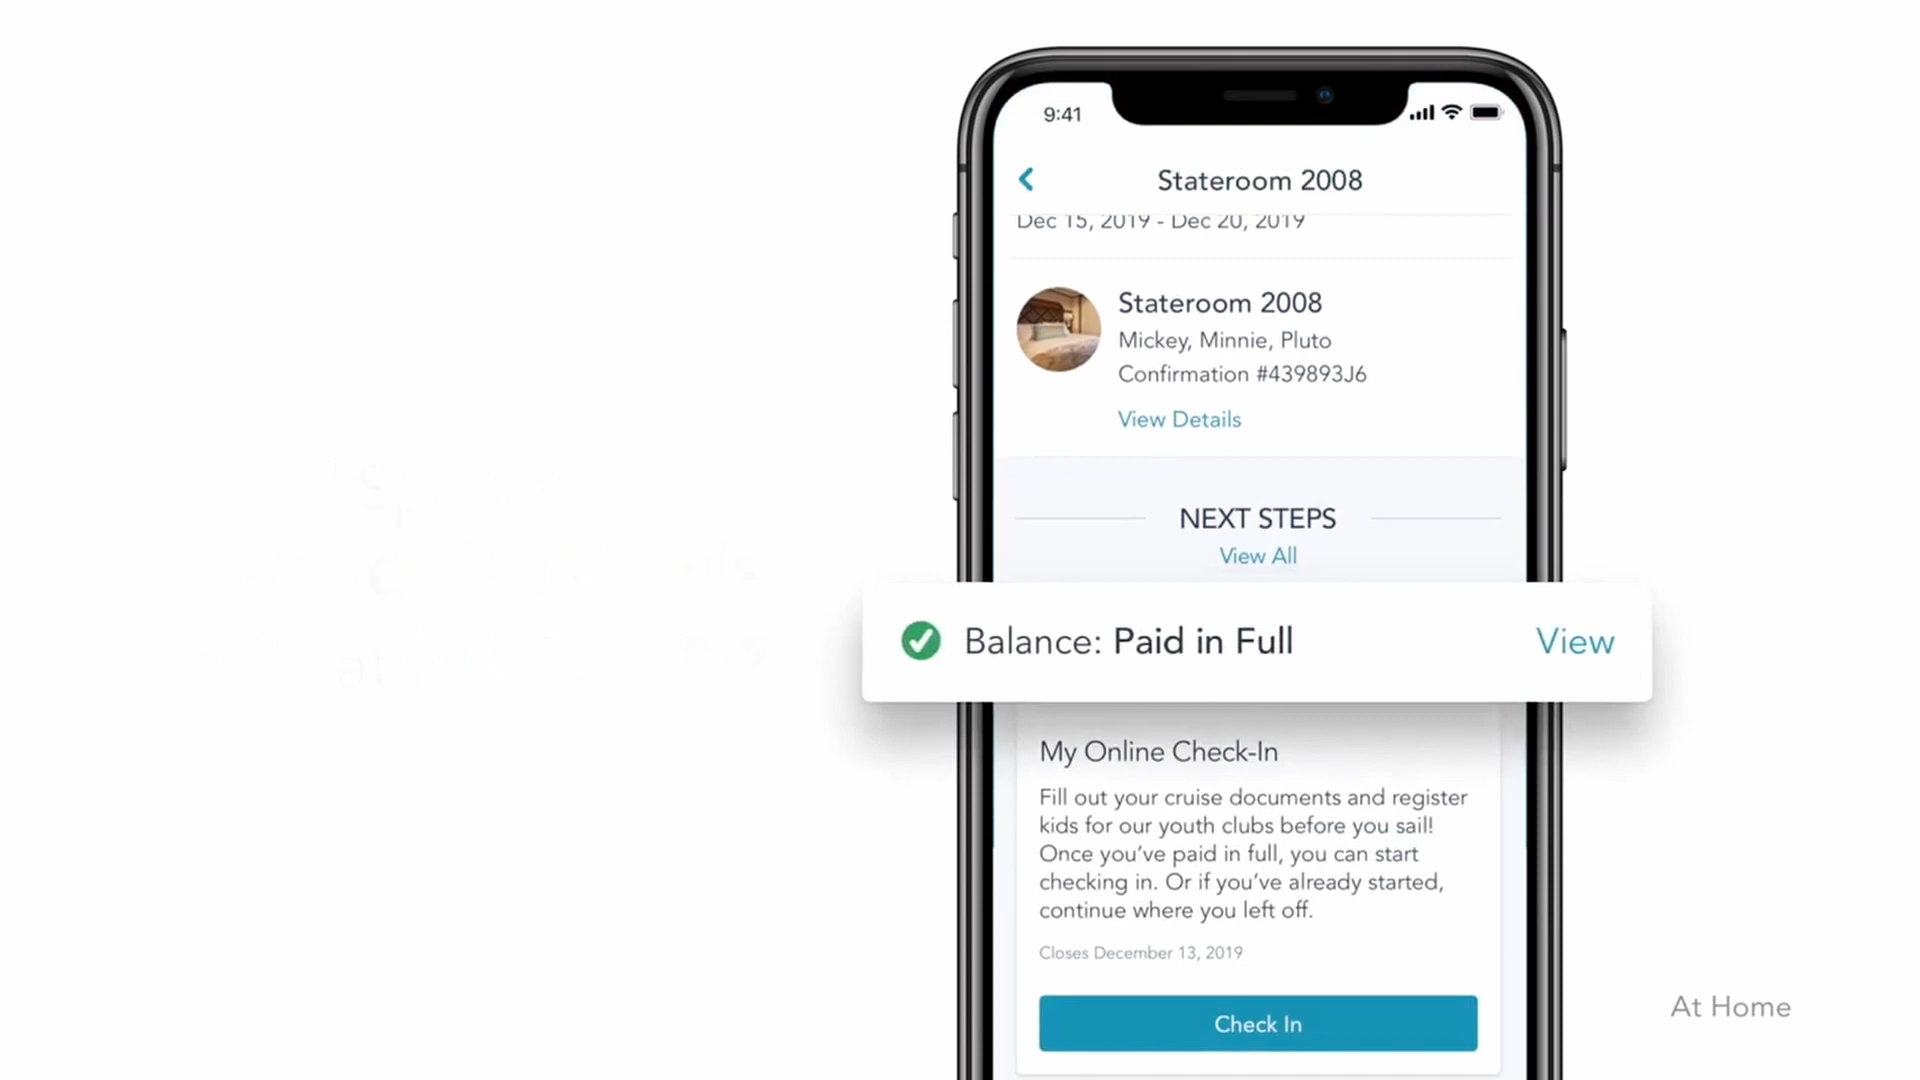 9:41
Stateroom 2008
Dec 15, 2019 - Dec 20, 2019
Stateroom 2008
Mickey, Minnie, Pluto
Confirmation #439893J6
View Details
NEXT STEPS
View All
Balance: Paid in Full
View
My Online Check-In
Fill out your cruise documents and register
kids for our youth clubs before you sail!
Once you’ve paid in full, you can start
checking in. Or if you’ve already started,
continue where you left off.
Closes December 13, 2019
Check In
At Home